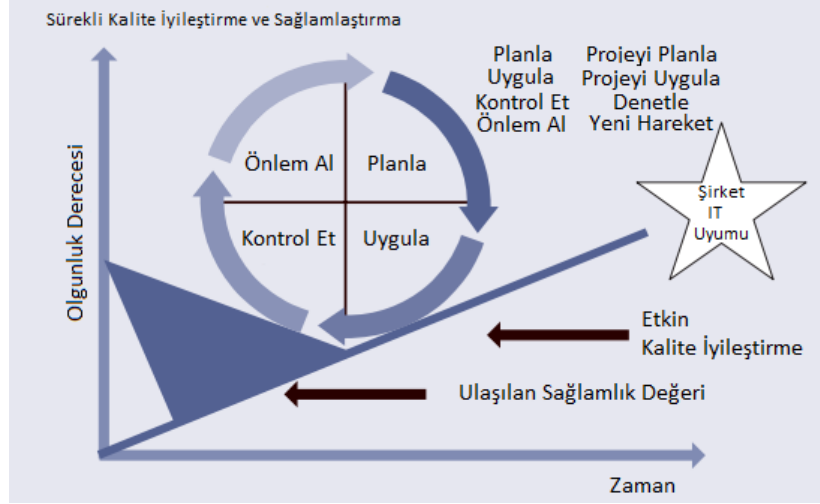 Sürekli Kalite İyileştirme ve Sağlamlaştırma
Planla
Uygula
Kontrol Et
Önlem Al
Projeyi Planla
Projeyi Uygula
Denetle
Yeni Hareket
Önlem Al
Planla
Kontrol Et
Uygula
Şirket
IT
Uyumu
Olgunluk Derecesi
Etkin
Kalite İyileştirme
Ulaşılan Sağlamlık Değeri
Zaman